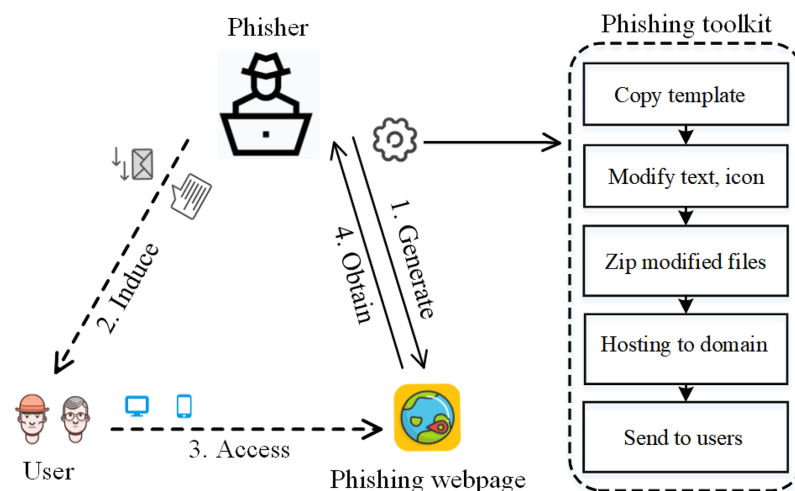 Phisher
Phishing toolkit
Copy template
Modify text, icon
Zip modified files
Hosting to domain
Send to users
1. Generate
4. Obtain
2. Induce
3. Access
User
Phishing webpage